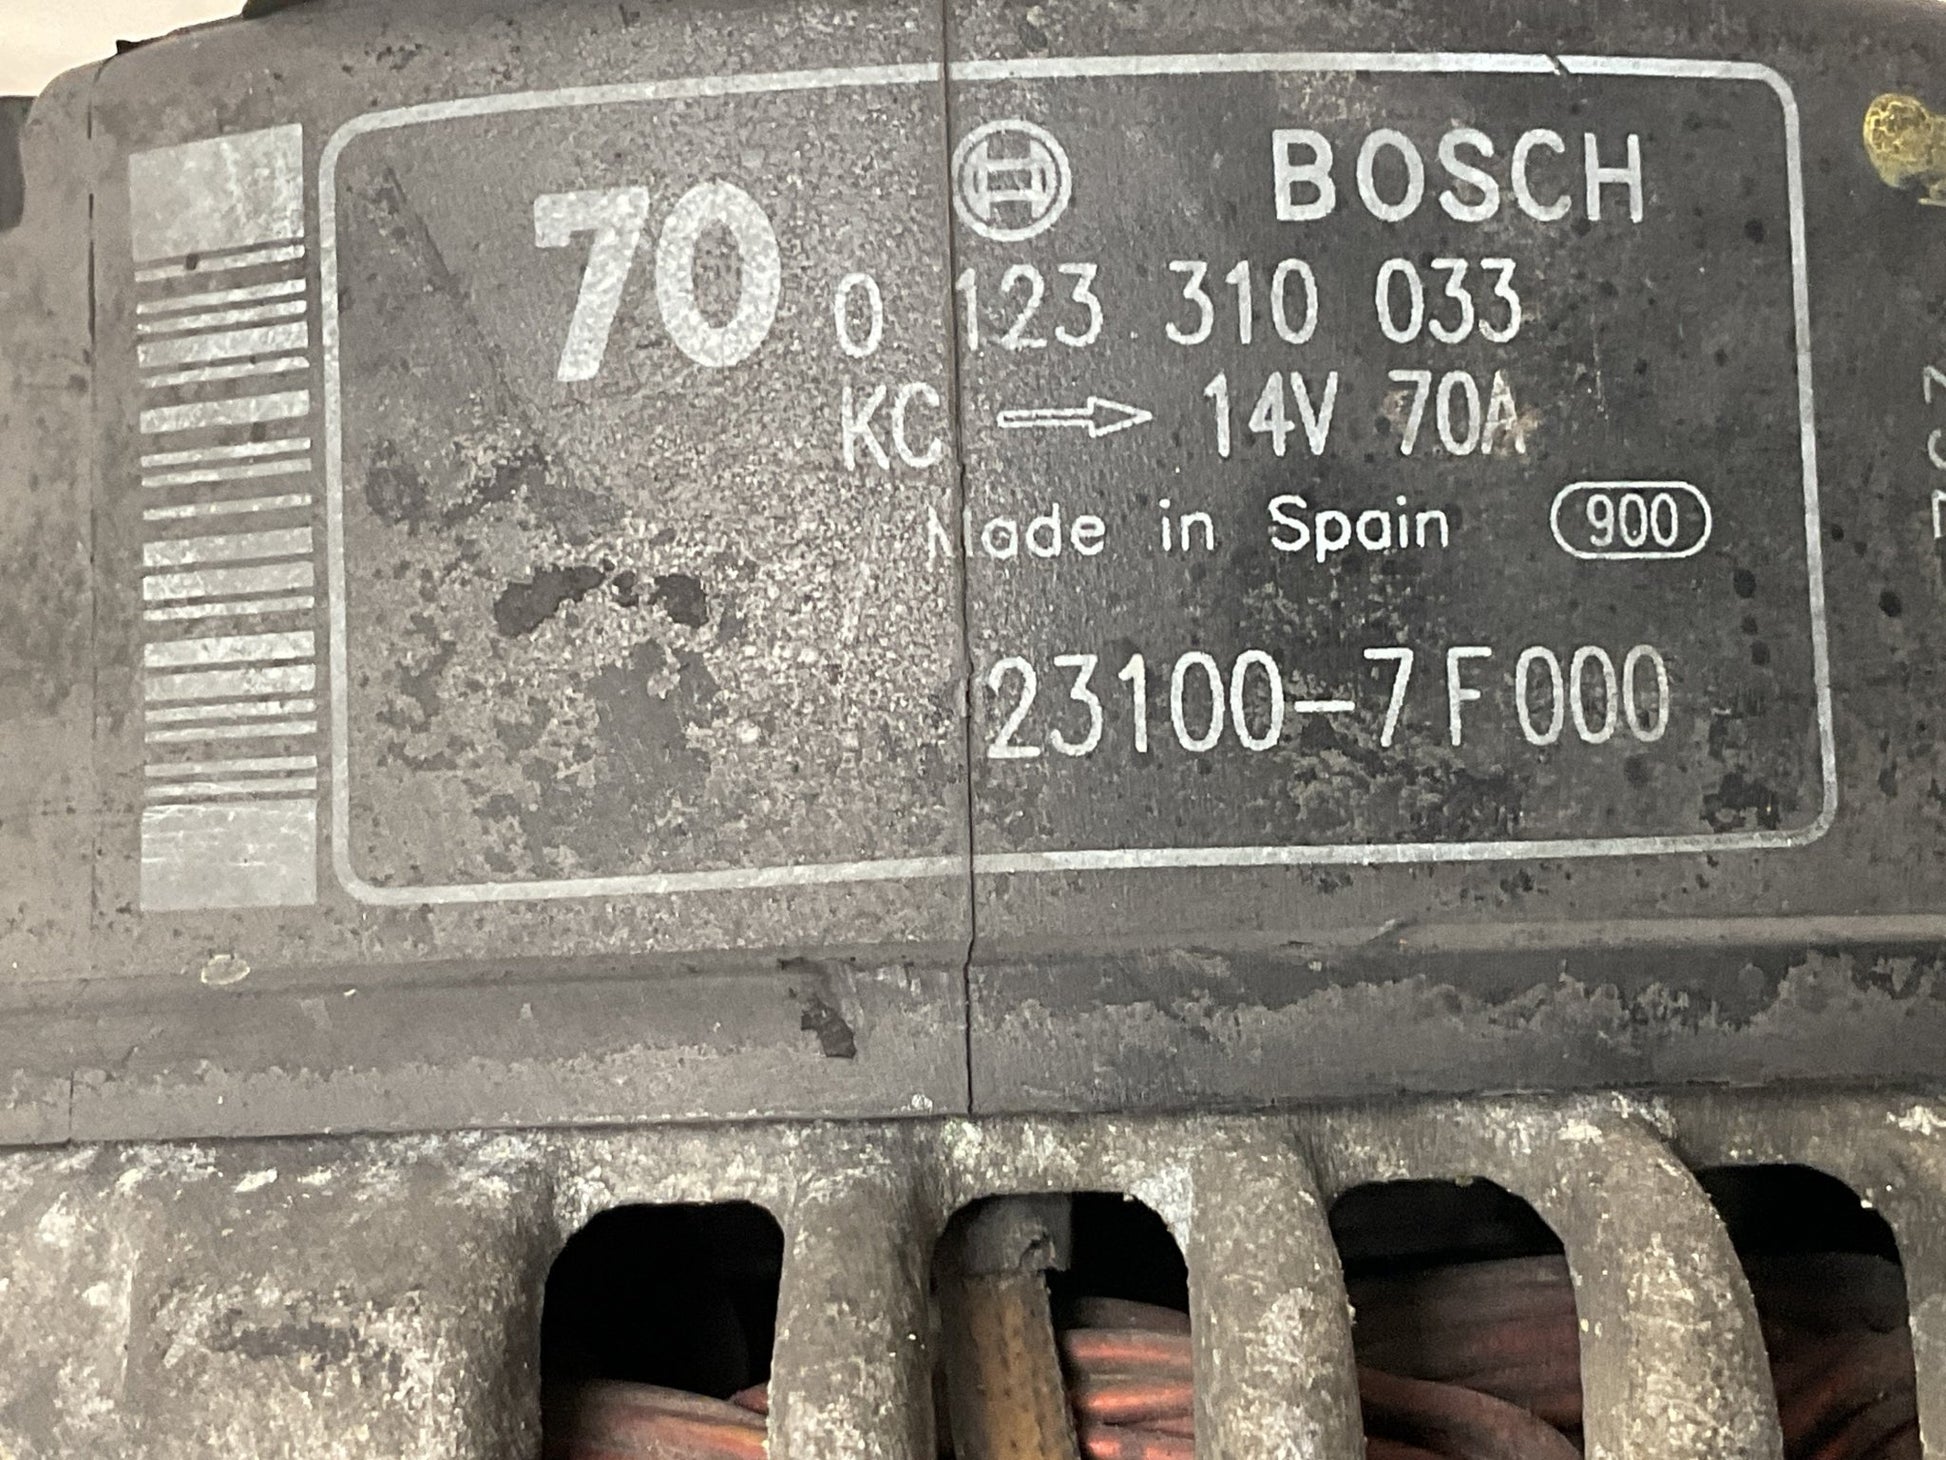 BOSCH
70
0 123 310 033
KC → 14V 70A
Made in Spain 900
23100-7F000